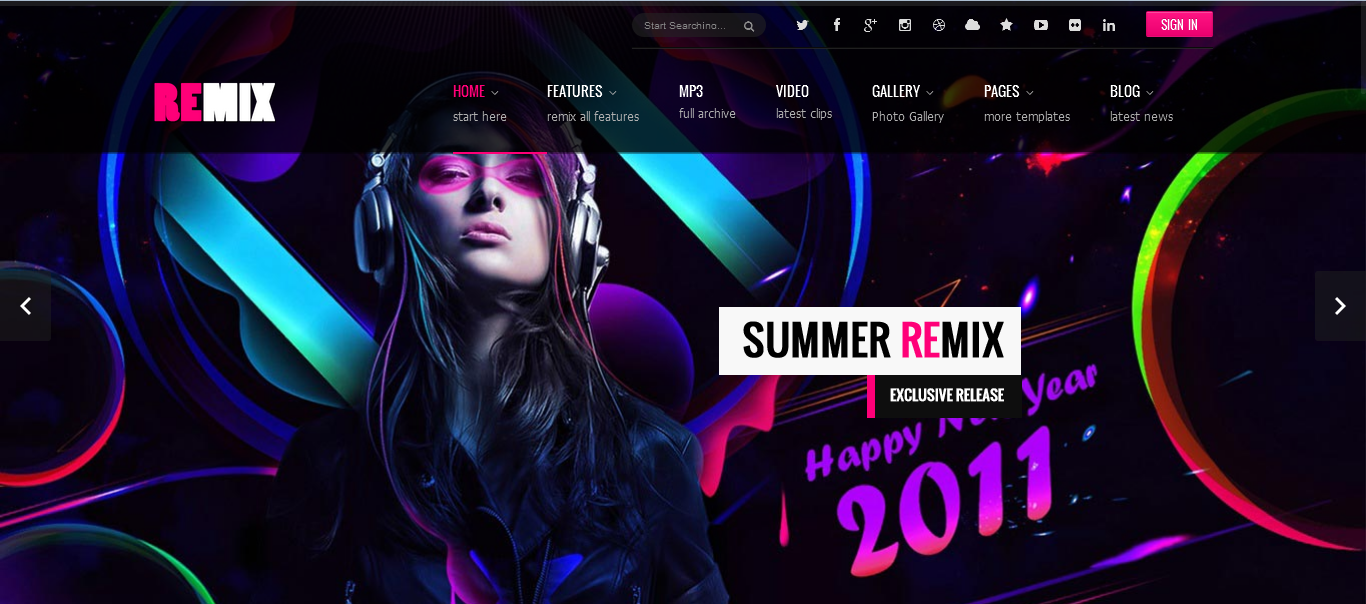 Start Searching...
SIGN IN
REMIX
HOME
start here
FEATURES
remix all features
MP3
full archive
VIDEO
latest clips
GALLERY
Photo Gallery
PAGES
more templates
BLOG
latest news
SUMMER REMIX
EXCLUSIVE RELEASE
Happy New Year
2011